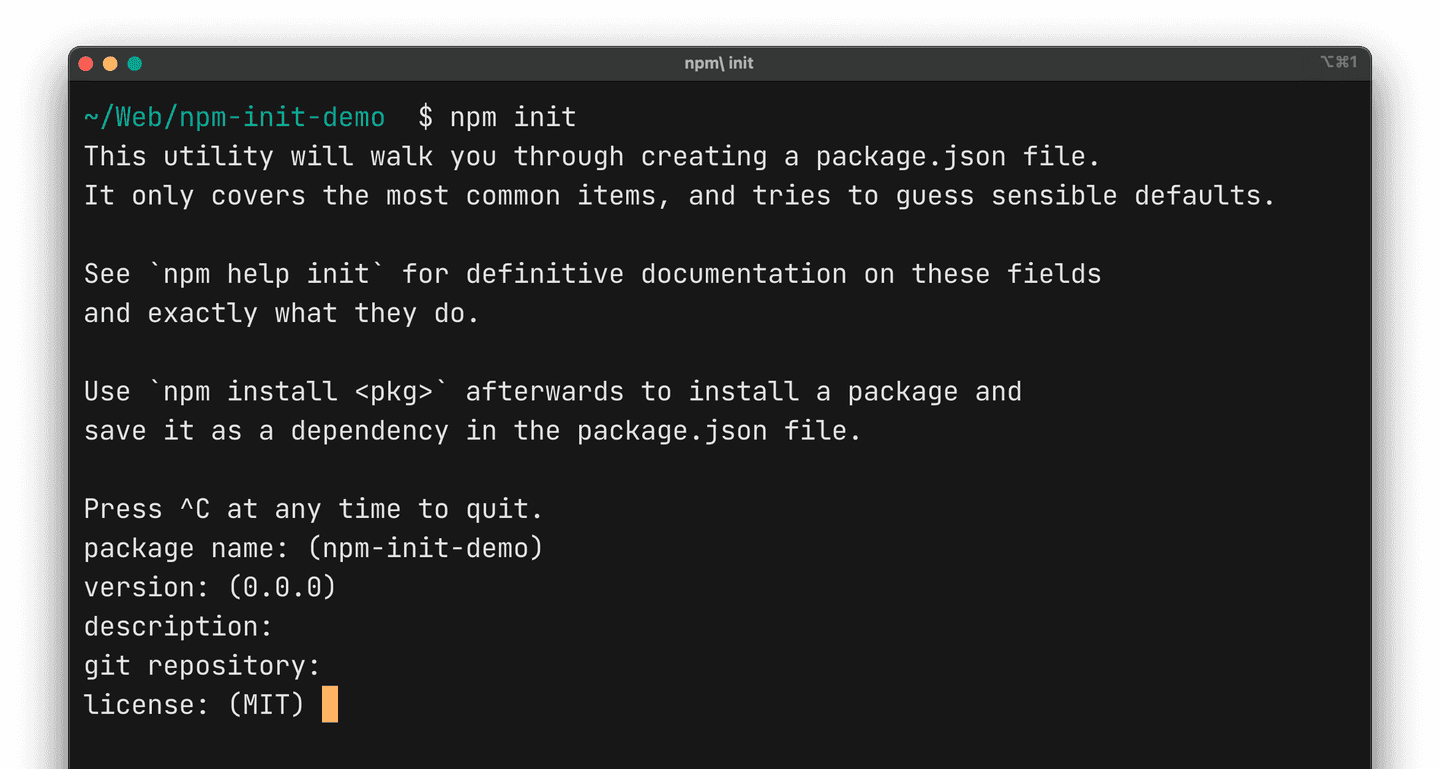 npm\ init
⌥⌘1
~/Web/npm-init-demo  $ npm init
This utility will walk you through creating a package.json file.
It only covers the most common items, and tries to guess sensible defaults.
See `npm help init` for definitive documentation on these fields
and exactly what they do.
Use `npm install <pkg>` afterwards to install a package and
save it as a dependency in the package.json file.
Press ^C at any time to quit.
package name: (npm-init-demo)
version: (0.0.0)
description:
git repository:
license: (MIT)